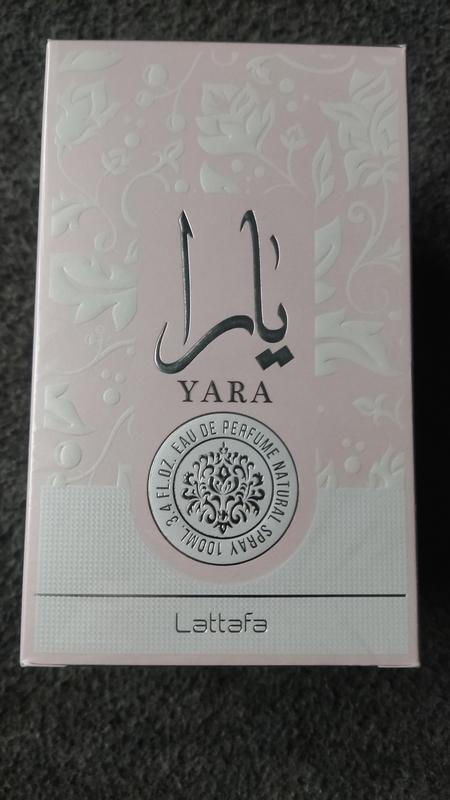 يارا
YARA
EAU DE PERFUME NATURAL SPRAY 100ML. 3.4 FL.OZ.
Lattafa